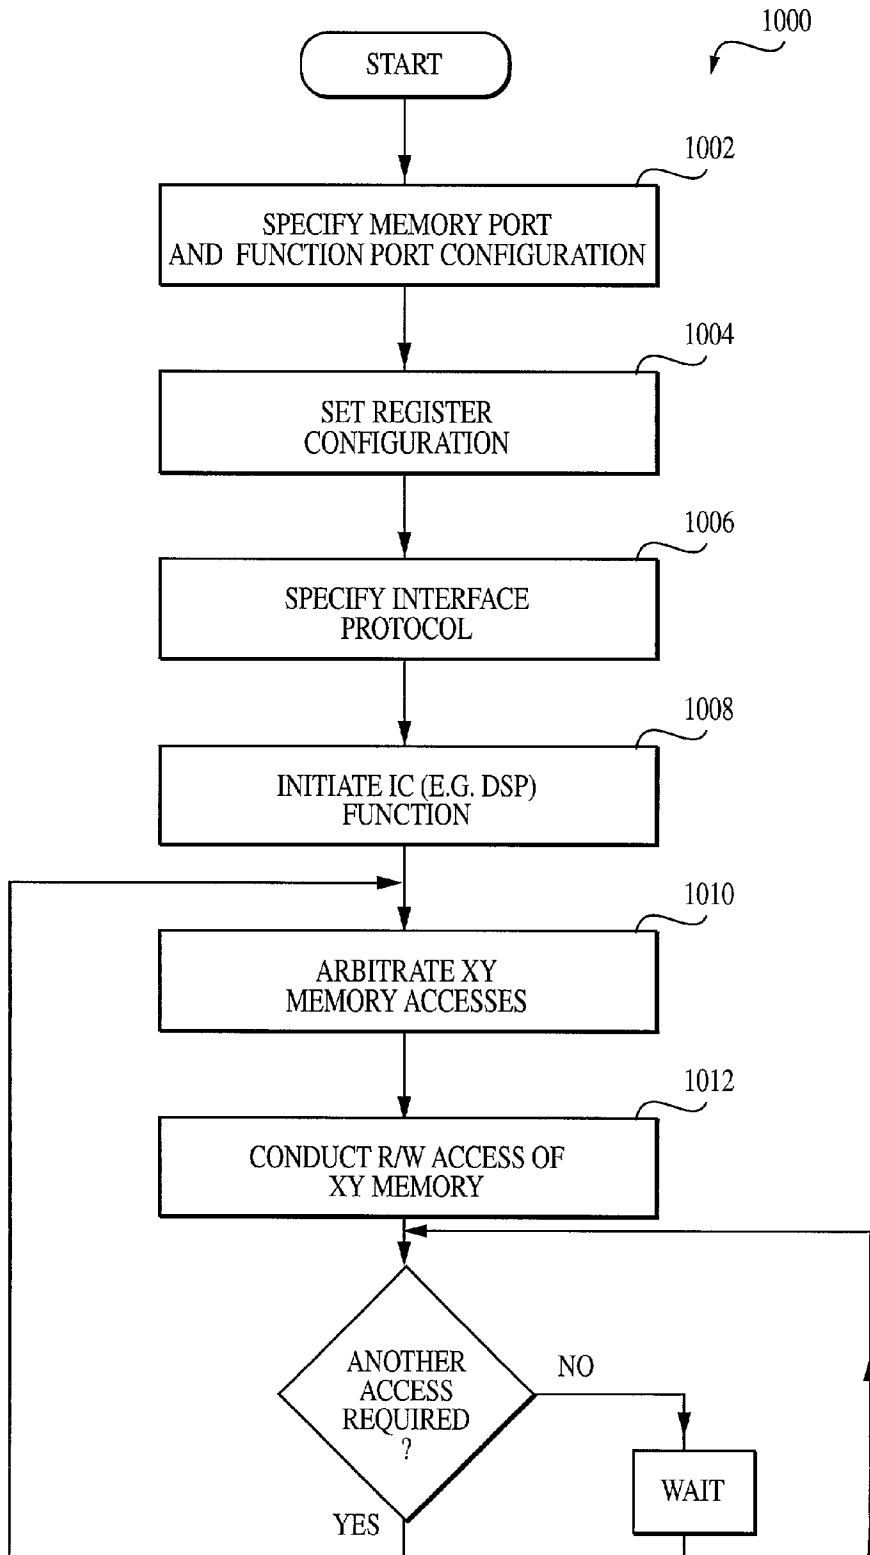 1000
START
1002
SPECIFY MEMORY PORT
AND FUNCTION PORT CONFIGURATION
1004
SET REGISTER
CONFIGURATION
1006
SPECIFY INTERFACE
PROTOCOL
1008
INITIATE IC (E.G. DSP)
FUNCTION
1010
ARBITRATE XY
MEMORY ACCESSES
1012
CONDUCT R/W ACCESS OF
XY MEMORY
ANOTHER
ACCESS
REQUIRED
?
NO
WAIT
YES